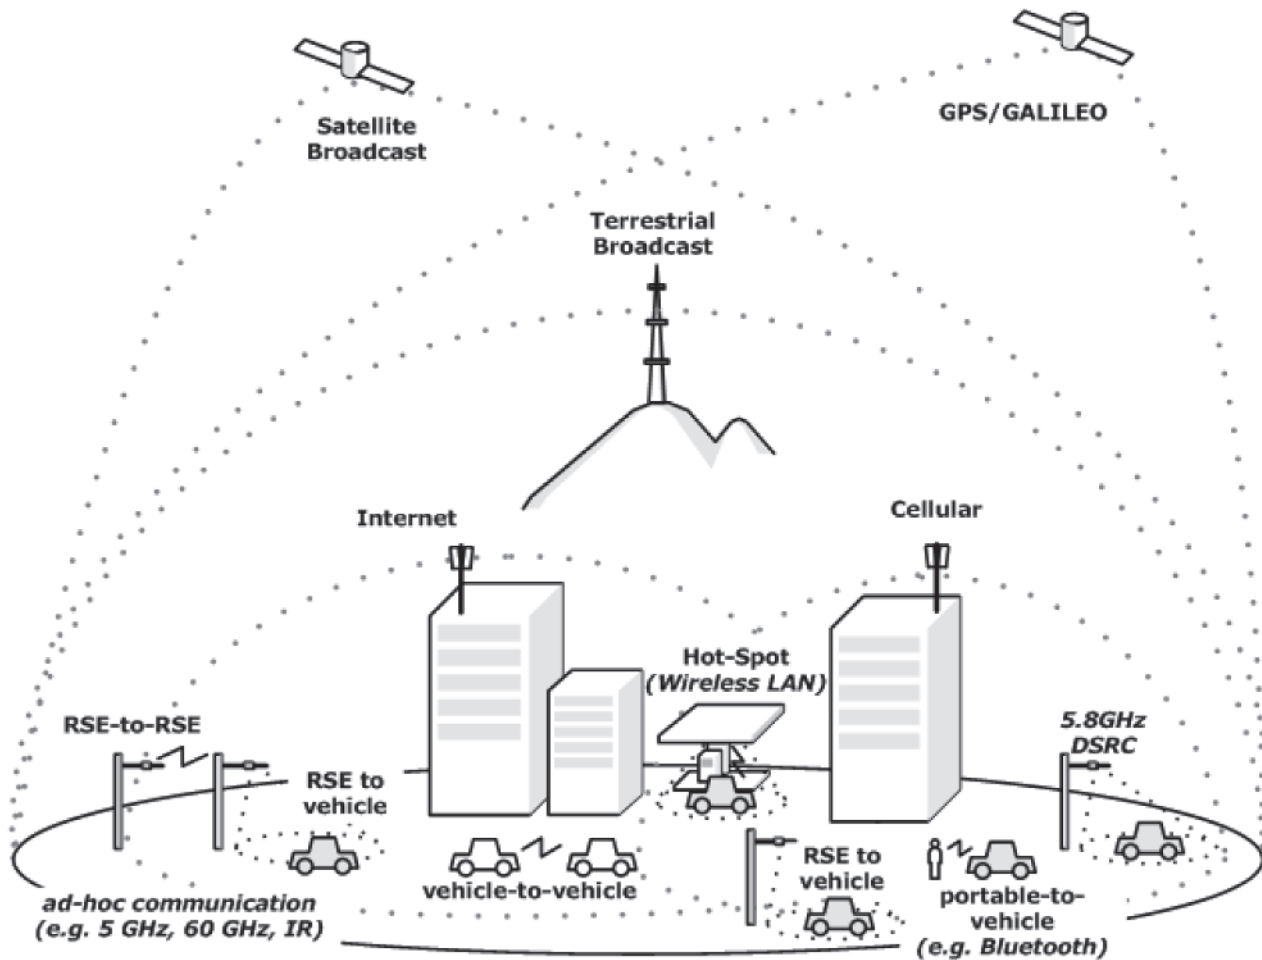 Satellite
Broadcast
GPS/GALILEO
Terrestrial
Broadcast
Internet
Cellular
Hot-Spot
(Wireless LAN)
RSE-to-RSE
5.8GHz
DSRC
RSE to
vehicle
vehicle-to-vehicle
RSE to
vehicle
portable-to-
vehicle
(e.g. Bluetooth)
ad-hoc communication
(e.g. 5 GHz, 60 GHz, IR)